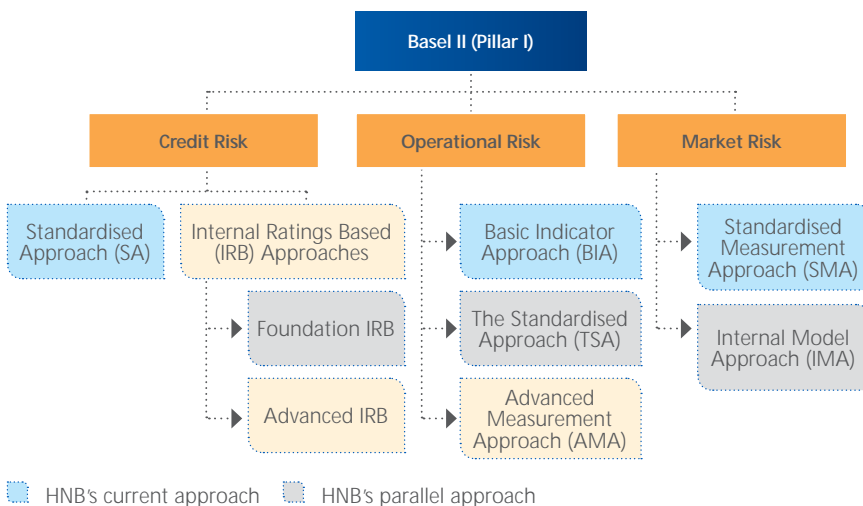 Basel II (Pillar I)
Credit Risk
Operational Risk
Market Risk
Standardised
Approach (SA)
Internal Ratings Based
(IRB) Approaches
Basic Indicator
Approach (BIA)
Standardised
Measurement
Approach (SMA)
Foundation IRB
The Standardised
Approach (TSA)
Internal Model
Approach (IMA)
Advanced IRB
Advanced
Measurement
Approach (AMA)
HNB's current approach
HNB's parallel approach